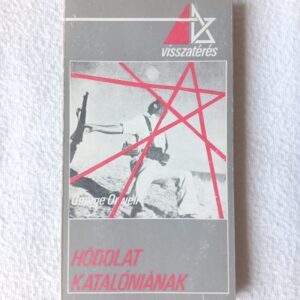 visszatérés
George Orwell
HÓDOLAT
KATALÓNIÁNAK